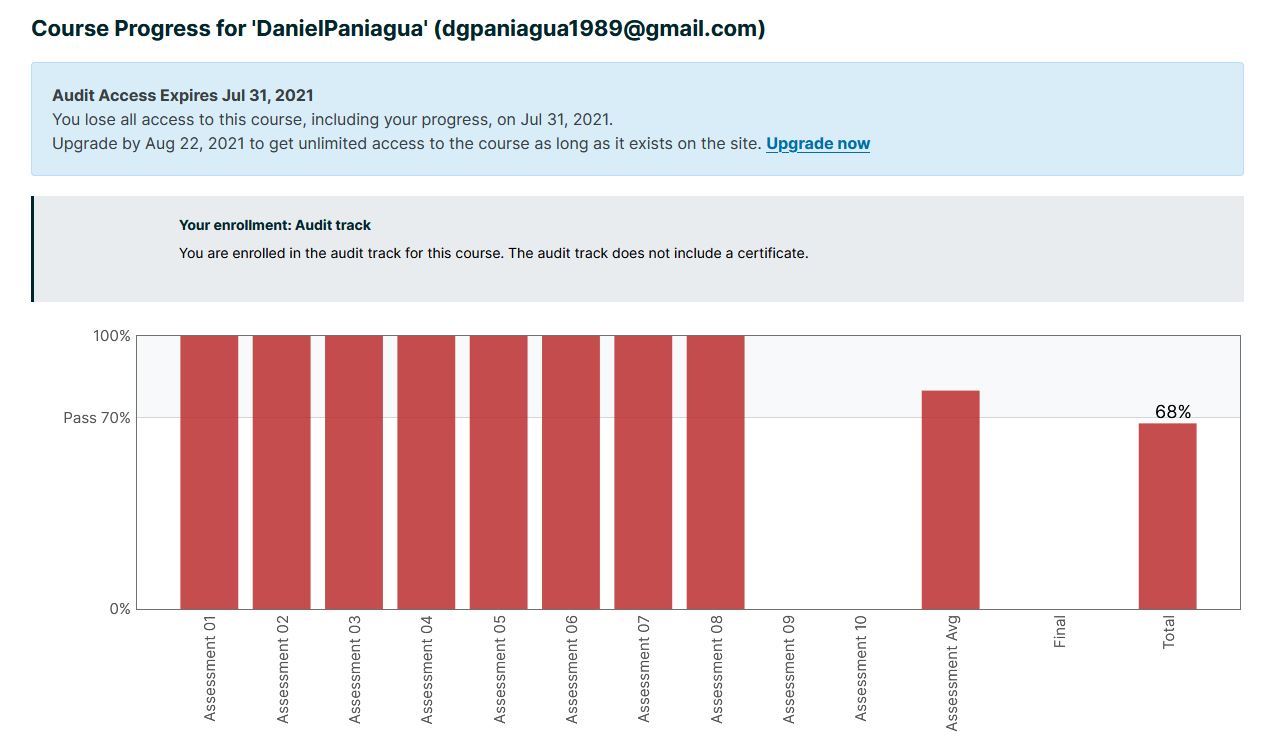 Course Progress for 'DanielPaniagua' (dgpaniagua1989@gmail.com)
Audit Access Expires Jul 31, 2021
You lose all access to this course, including your progress, on Jul 31, 2021.
Upgrade by Aug 22, 2021 to get unlimited access to the course as long as it exists on the site. Upgrade now
Your enrollment: Audit track
You are enrolled in the audit track for this course. The audit track does not include a certificate.
100%
Pass 70%
68%
0%
Assessment 01
Assessment 02
Assessment 03
Assessment 04
Assessment 05
Assessment 06
Assessment 07
Assessment 08
Assessment 09
Assessment 10
Assessment Avg
Final
Total